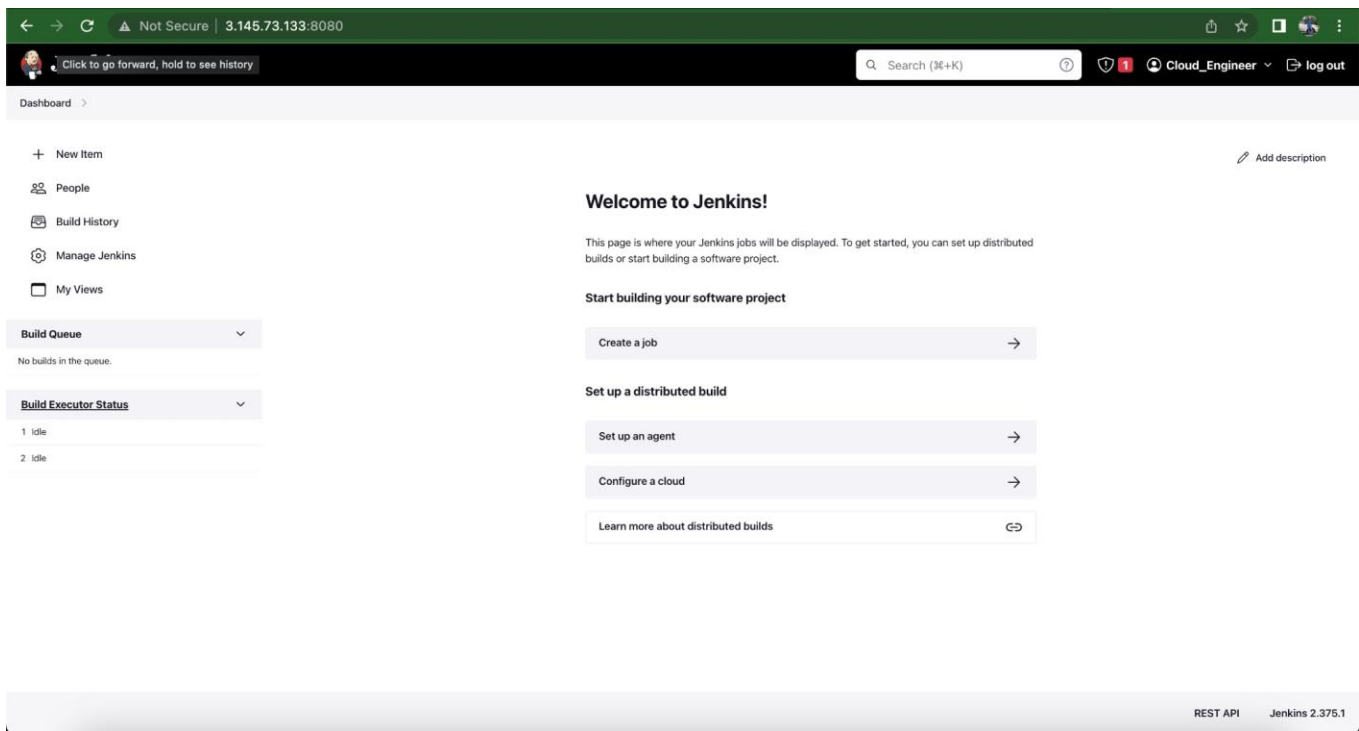 Not Secure | 3.145.73.133:8080
Click to go forward, hold to see history
Search (⌘+K)
1
Cloud_Engineer
log out
Dashboard
New Item
Add description
People
Build History
Manage Jenkins
My Views
Welcome to Jenkins!
This page is where your Jenkins jobs will be displayed. To get started, you can set up distributed
builds or start building a software project.
Start building your software project
Create a job
Set up a distributed build
Set up an agent
Configure a cloud
Learn more about distributed builds
Build Queue
No builds in the queue.
Build Executor Status
1 Idle
2 Idle
REST API
Jenkins 2.375.1